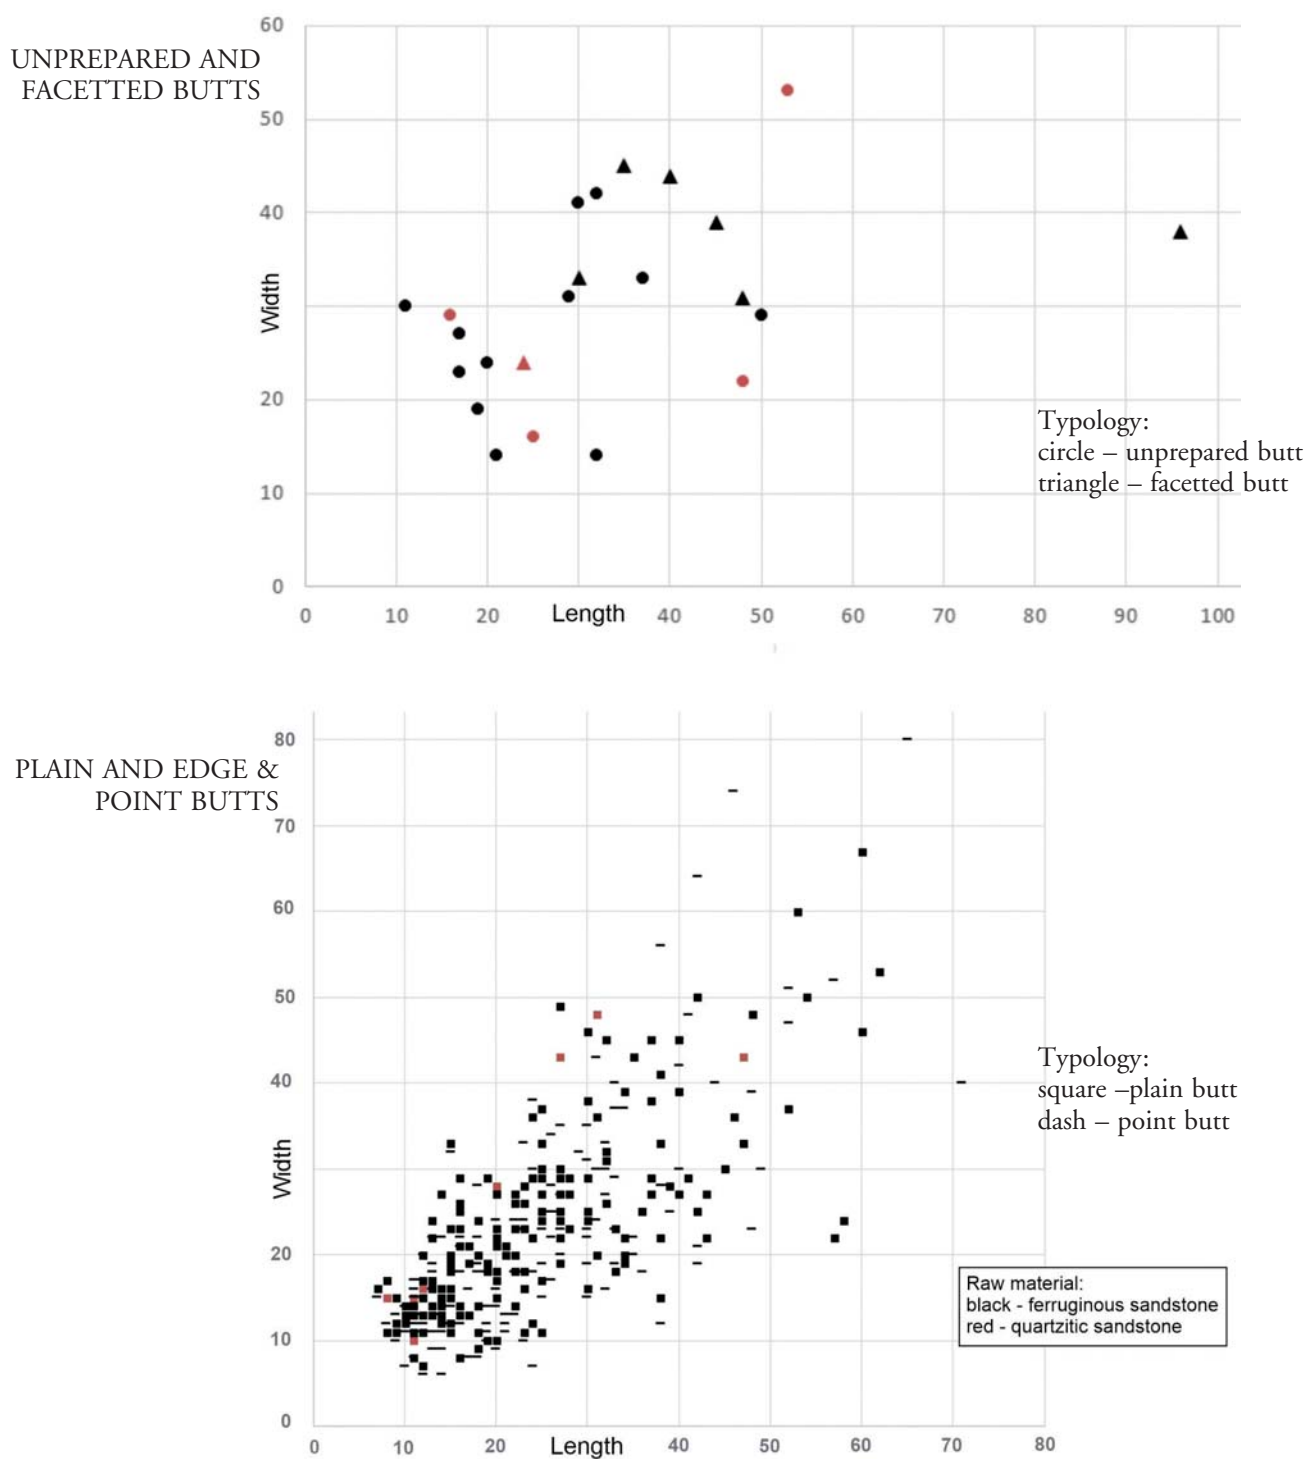 UNPREPARED AND
FACETTED BUTTS
60
50
40
Width
20
10
0
0 10 20 Length 40 50 60 70 80 90 100
Typology:
circle – unprepared butt
triangle – facetted butt
PLAIN AND EDGE &
POINT BUTTS
80
70
60
50
40
Width
20
10
0
0 10 20 Length 40 50 60 70 80
Typology:
square –plain butt
dash – point butt
Raw material:
black - ferruginous sandstone
red - quartzitic sandstone